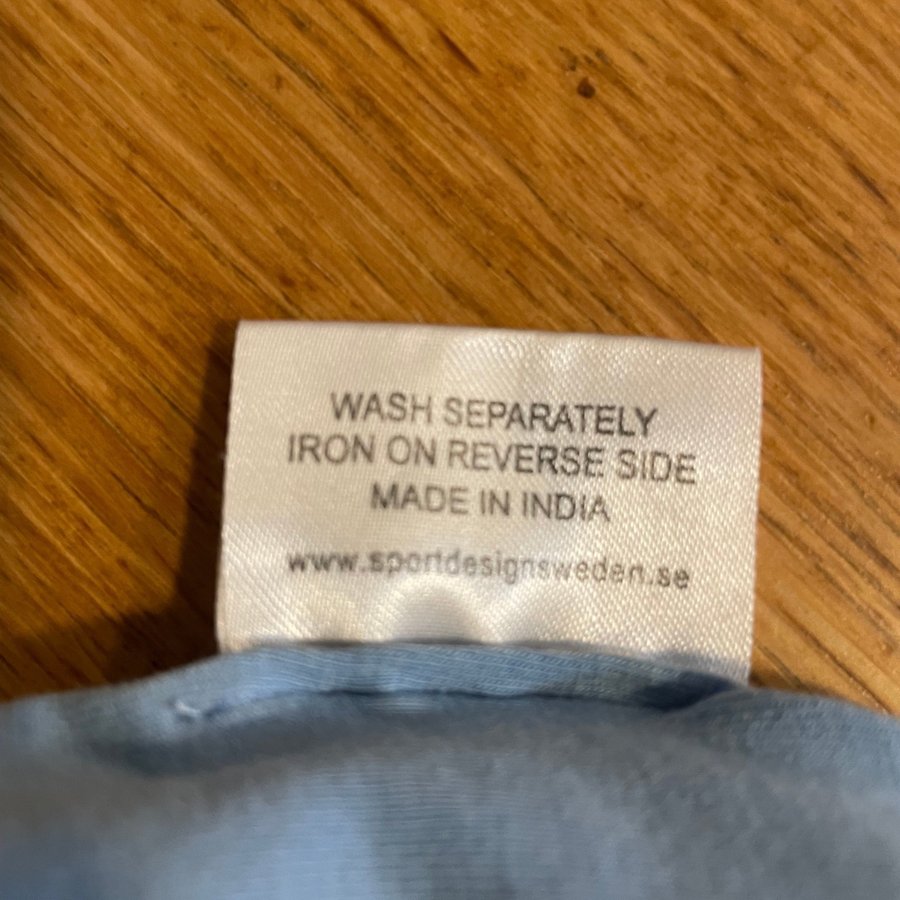 WASH SEPARATELY
IRON ON REVERSE SIDE
MADE IN INDIA
www.sportdesignsweden.se